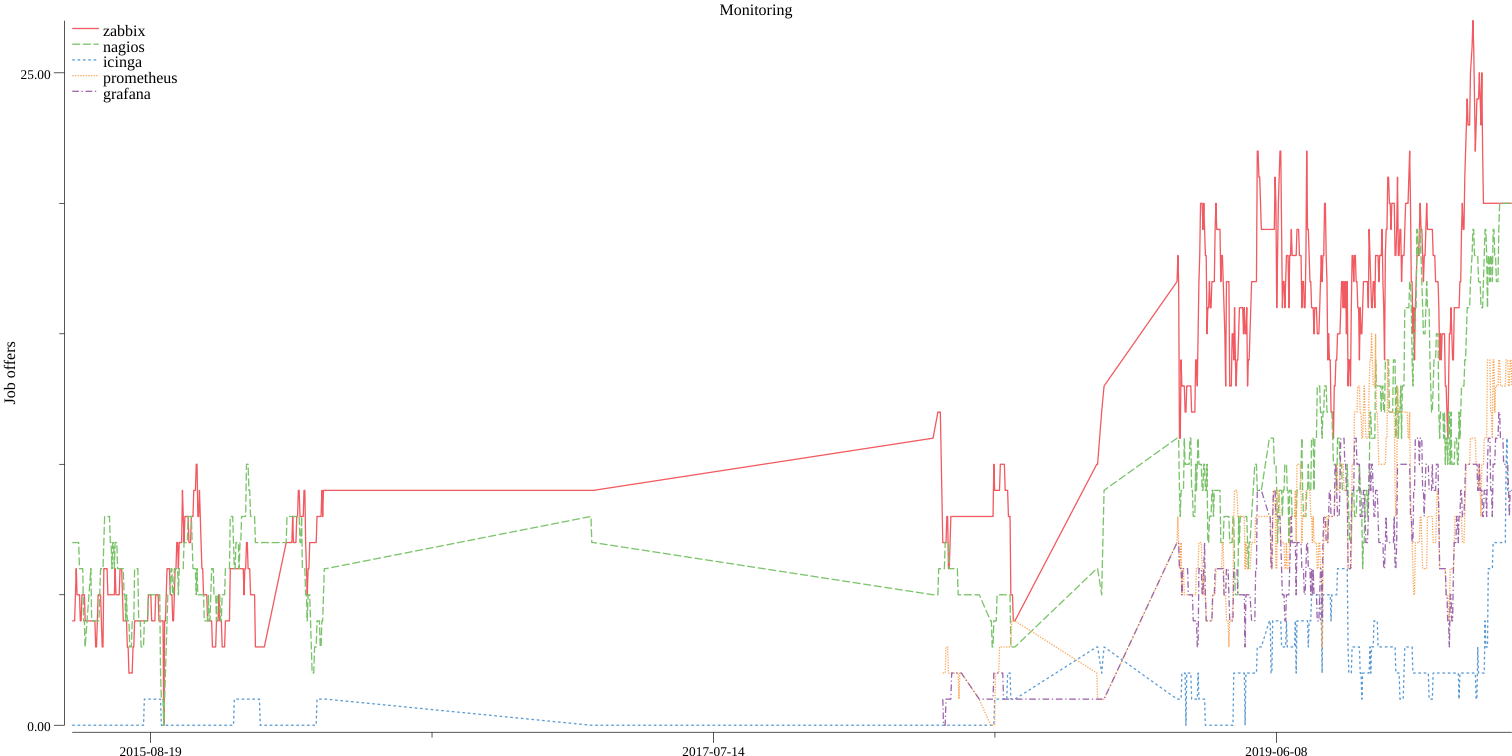 Monitoring
zabbix
nagios
icinga
prometheus
grafana
25.00
Job offers
0.00
2015-08-19
2017-07-14
2019-06-08